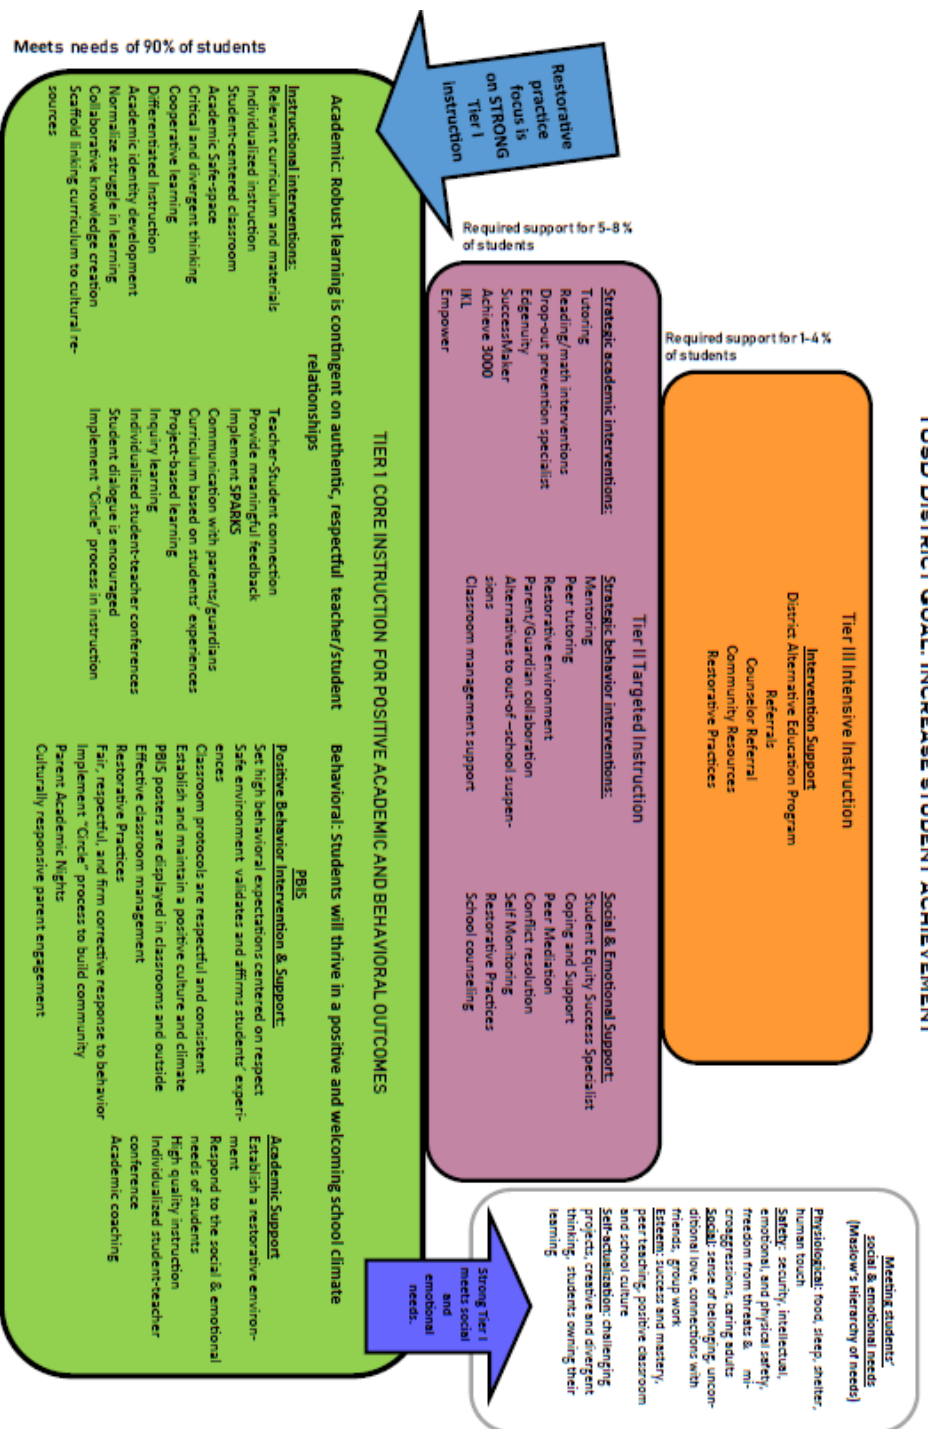 TUSD DISTRICT GOAL: INCREASE STUDENT ACHIEVEMENT
Tier III Intensive Instruction
Intervention Support
District Alternative Education Program
Referrals
Counselor Referral
Community Resources
Restorative Practices
Required support for 1-4%
of students
Tier II Targeted Instruction
Strategic academic interventions:
Tutoring
Reading/math interventions
Drop-out prevention specialist
Edgenuity
SuccessMaker
Achieve 3000
IKL
Empower
Strategic behavior interventions:
Mentoring
Peer tutoring
Restorative environment
Parent/Guardian collaboration
Alternatives to out-of –school suspen-
sions
Classroom management support
Social & Emotional Support:
Student Equity Success Specialist
Coping and Support
Peer Mediation
Conflict resolution
Self Monitoring
Restorative Practices
School counseling
Required support for 5-8%
of students
Restorative
practice
focus is
on STRONG
Tier I
instruction
Meeting students'
social & emotional needs
(Maslow's Hierarchy of needs)
Physiological: food, sleep, shelter,
human touch
Safety: security, intellectual,
emotional, and physical safety,
freedom from threats & mi-
croaggressions, caring adults
Social: sense of belonging, uncon-
ditional love, connections with
friends, group work
Esteem: success and mastery,
peer teaching, positive classroom
and school culture
Self-actualization: challenging
projects, creative and divergent
thinking, students owning their
learning
Strong Tier I
and
meets social
emotional
needs.
Meets needs of 90% of students
TIER 1 CORE INSTRUCTION FOR POSITIVE ACADEMIC AND BEHAVIORAL OUTCOMES
Academic: Robust learning is contingent on authentic, respectful teacher/student
relationships
Instructional interventions:
Relevant curriculum and materials
Individualized instruction
Student-centered classroom
Academic Safe-space
Critical and divergent thinking
Cooperative learning
Differentiated Instruction
Academic identity development
Normalize struggle in learning
Collaborative knowledge creation
Scaffold linking curriculum to cultural re-
sources
Teacher-Student connection
Provide meaningful feedback
Implement SPARKS
Communication with parents/guardians
Curriculum based on students' experiences
Project-based learning
Inquiry learning
Individualized student-teacher conferences
Student dialogue is encouraged
Implement "Circle" process in instruction
Behavioral: Students will thrive in a positive and welcoming school climate
PBIS
Positive Behavior Intervention & Support:
Set high behavioral expectations centered on respect
Safe environment validates and affirms students' experi-
ences
Classroom protocols are respectful and consistent
Establish and maintain a positive culture and climate
PBIS posters are displayed in classrooms and outside
Effective classroom management
Restorative Practices
Fair, respectful, and firm corrective response to behavior
Implement "Circle" process to build community
Parent Academic Nights
Culturally responsive parent engagement
Academic Support
Establish a restorative environ-
ment
Respond to the social & emotional
needs of students
High quality instruction
Individualized student-teacher
conference
Academic coaching